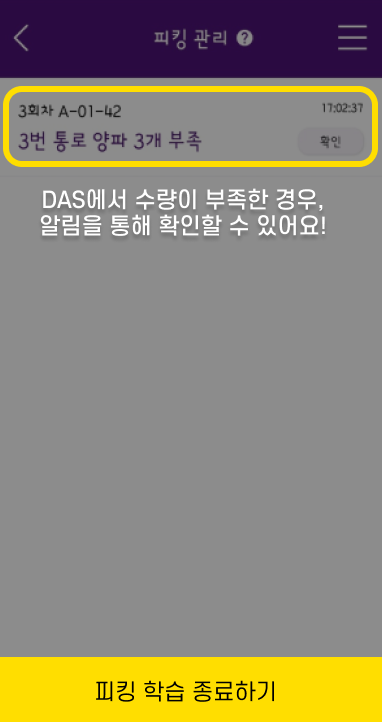 피킹 관리 ?
3회차 A-01-42
17:02:37
3번 통로 양파 3개 부족
확인
DAS에서 수량이 부족한 경우,
알림을 통해 확인할 수 있어요!
피킹 학습 종료하기